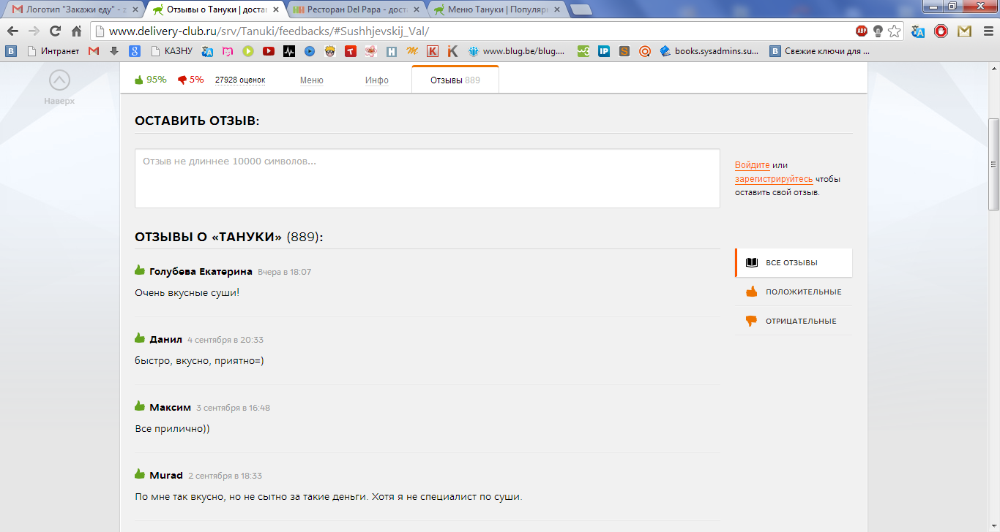 Логотип "Закажи еду" - z
Отзывы о Тануки | достав
Ресторан Del Papa - дост
Меню Тануки | Популярн
www.delivery-club.ru/srv/Tanuki/feedbacks/#Sushhjevskij_Val/
ABP
Интранет
КАЗНУ
www.blug.be/blug....
books.sysadmins.su...
Свежие ключи для ...
Наверх
95%
5%
27928 оценок
Меню
Инфо
Отзывы 889
ОСТАВИТЬ ОТЗЫВ:
Отзыв не длиннее 10000 символов...
Войдите или
зарегистрируйтесь чтобы
оставить свой отзыв.
ОТЗЫВЫ О «ТАНУКИ» (889):
ВСЕ ОТЗЫВЫ
ПОЛОЖИТЕЛЬНЫЕ
ОТРИЦАТЕЛЬНЫЕ
Голубева Екатерина Вчера в 18:07
Очень вкусные суши!
Данил 4 сентября в 20:33
быстро, вкусно, приятно=)
Максим 3 сентября в 16:48
Все прилично))
Murad 2 сентября в 18:33
По мне так вкусно, но не сытно за такие деньги. Хотя я не специалист по суши.